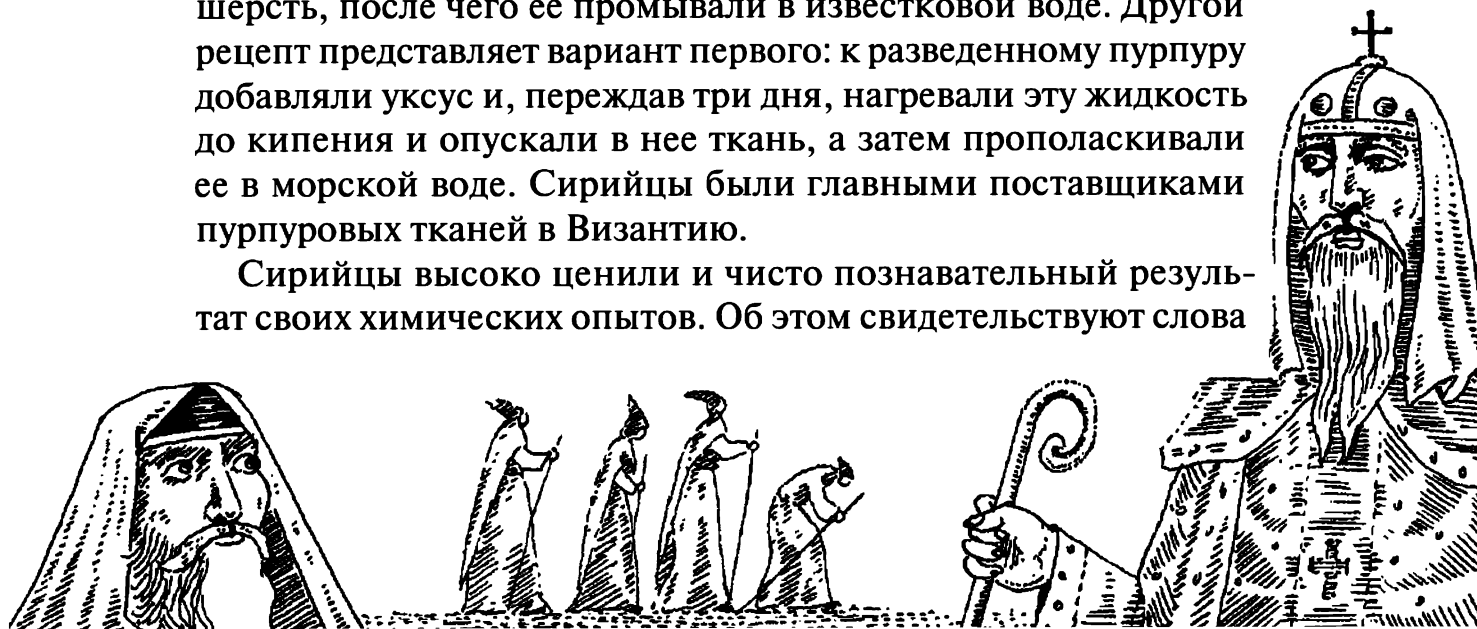 шерсть, после чего ее промывали в известковой воде. Другой
рецепт представляет вариант первого: к разведенному пурпуру
добавляли уксус и, переждав три дня, нагревали эту жидкость
до кипения и опускали в нее ткань, а затем прополаскивали
ее в морской воде. Сирийцы были главными поставщиками
пурпуровых тканей в Византию.
Сирийцы высоко ценили и чисто познавательный резуль-
тат своих химических опытов. Об этом свидетельствуют слова